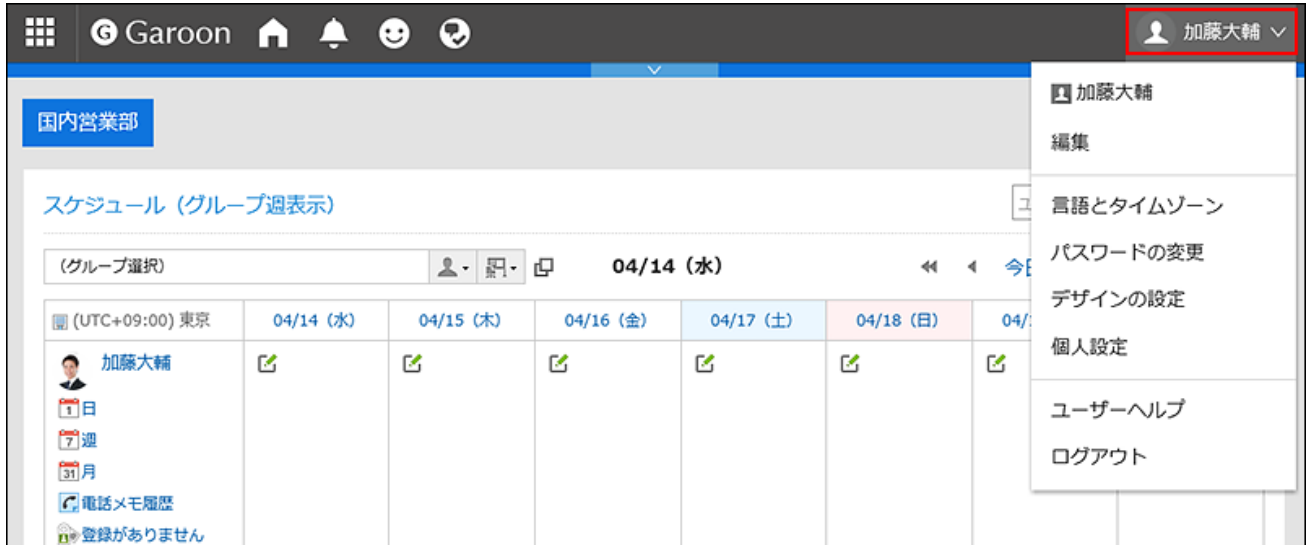 Garoon
加藤大輔
加藤大輔
編集
言語とタイムゾーン
パスワードの変更
デザインの設定
個人設定
ユーザーヘルプ
ログアウト
国内営業部
スケジュール（グループ週表示）
（グループ選択）
04/14（水）
(UTC+09:00) 東京
04/14（水）
04/15（木）
04/16（金）
04/17（土）
04/18（日）
04/
加藤大輔
1 日
7 週
31 月
電話メモ履歴
登録がありません